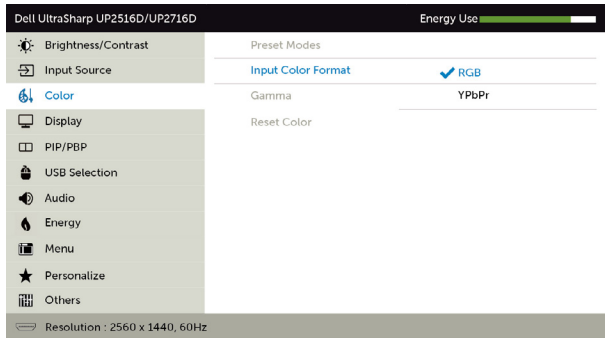 Dell UltraSharp UP2516D/UP2716D
Energy Use
Brightness/Contrast
Input Source
Color
Display
PIP/PBP
USB Selection
Audio
Energy
Menu
Personalize
Others
Preset Modes
Input Color Format
Gamma
Reset Color
RGB
YPbPr
Resolution : 2560 x 1440, 60Hz